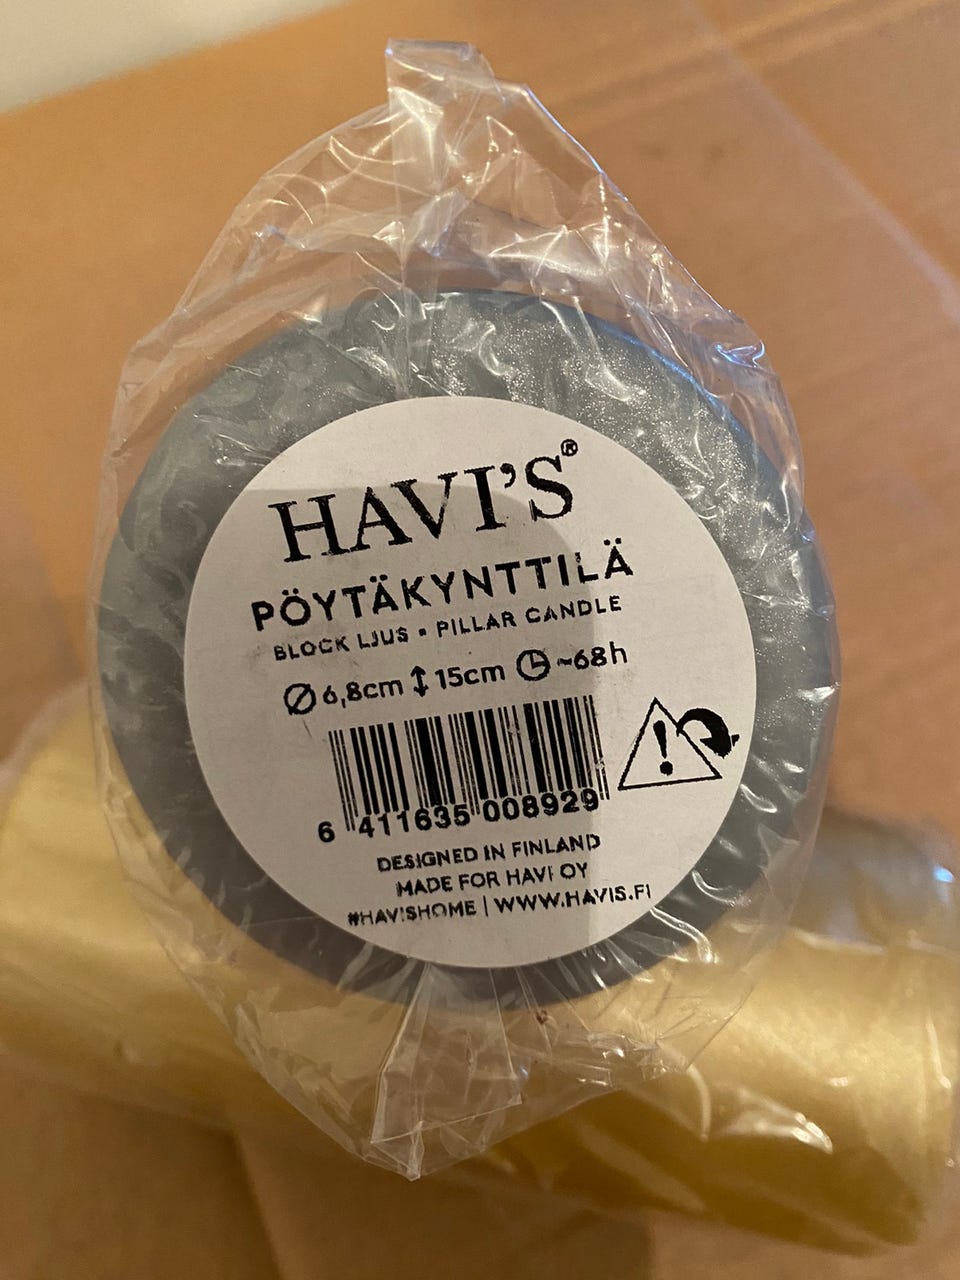 HAVI'S®
PÖYTÄKYNTTILÄ
BLOCK LJUS • PILLAR CANDLE
Ø 6,8cm ↕ 15cm ~68h
6 411635 008929
DESIGNED IN FINLAND
MADE FOR HAVI OY
#HAVISHOME | WWW.HAVIS.FI